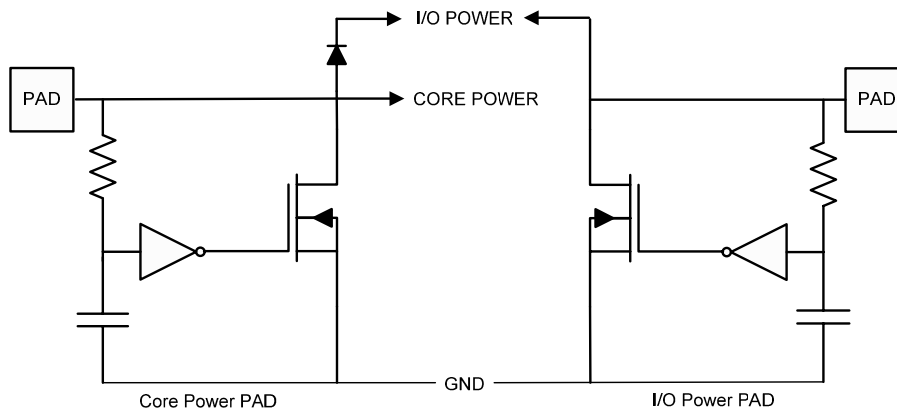 I/O POWER
PAD
CORE POWER
PAD
GND
Core Power PAD
I/O Power PAD